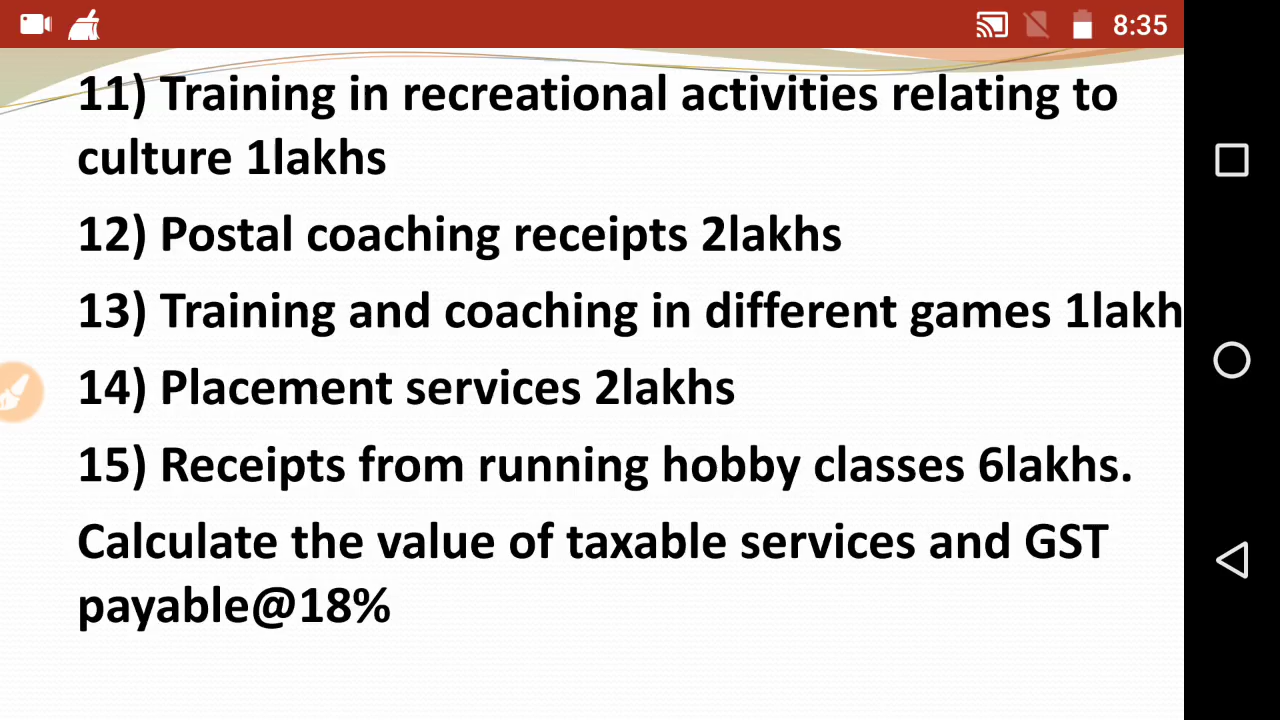 8:35
11) Training in recreational activities relating to
culture 1lakhs
12) Postal coaching receipts 2lakhs
13) Training and coaching in different games 1lakh
14) Placement services 2lakhs
15) Receipts from running hobby classes 6lakhs.
Calculate the value of taxable services and GST
payable@18%